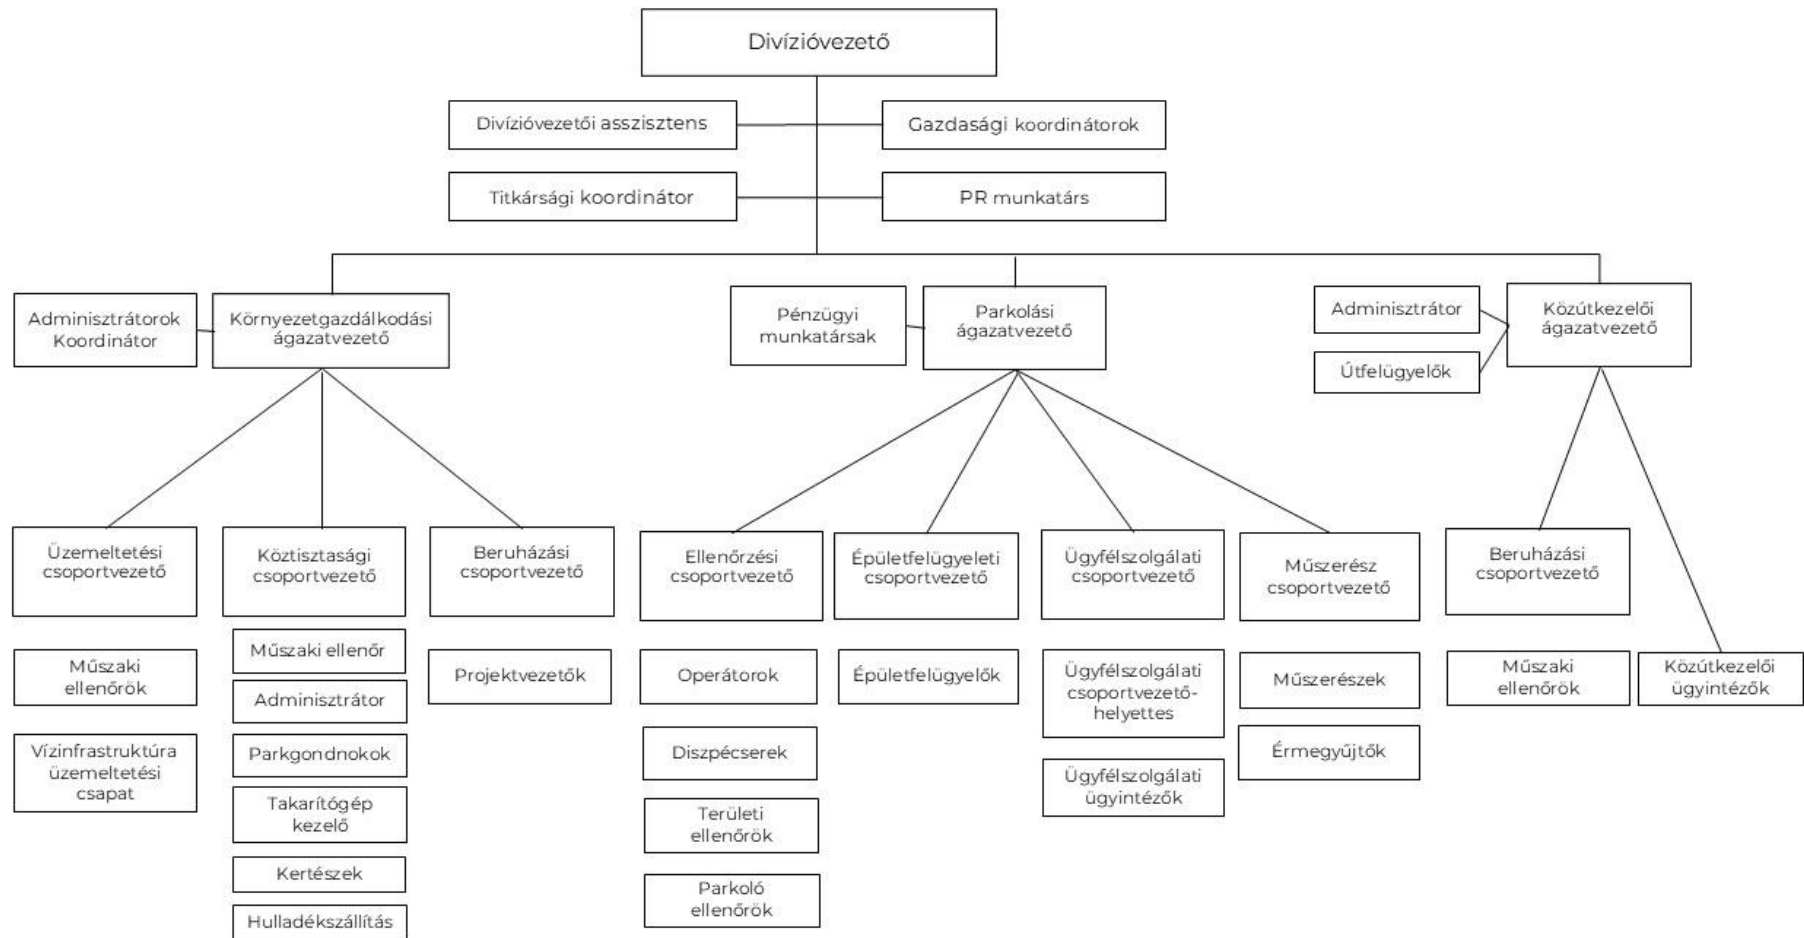 Divízióvezető
Divízióvezetői asszisztens
Gazdasági koordinátorok
Titkársági koordinátor
PR munkatárs
Adminisztrátorok
Koordinátor
Környezetgazdálkodási
ágazatvezető
Pénzügyi
munkatársak
Parkolási
ágazatvezető
Adminisztrátor
Útfelügyelők
Közútkezelői
ágazatvezető
Üzemeltetési
csoportvezető
Köztisztasági
csoportvezető
Beruházási
csoportvezető
Ellenőrzési
csoportvezető
Épületfelügyeleti
csoportvezető
Ügyfélszolgálati
csoportvezető
Műszerész
csoportvezető
Beruházási
csoportvezető
Műszaki
ellenőrök
Vízinfrastruktúra
üzemeltetési
csapat
Műszaki ellenőr
Adminisztrátor
Parkgondnokok
Takarítógép
kezelő
Kertészek
Hulladékszállítás
Projektvezetők
Operátorok
Diszpécserek
Területi
ellenőrök
Parkoló
ellenőrök
Épületfelügyelők
Ügyfélszolgálati
csoportvezető-
helyettes
Ügyfélszolgálati
ügyintézők
Műszerészek
Érmegyűjtők
Műszaki
ellenőrök
Közútkezelői
ügyintézők